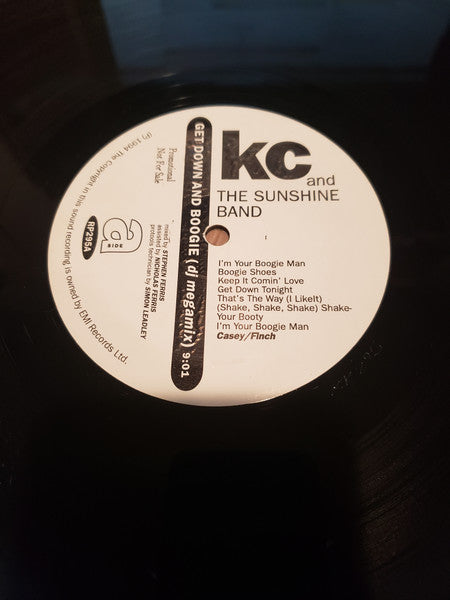 kc
and
THE SUNSHINE
BAND
I'm Your Boogie Man
Boogie Shoes
Keep It Comin' Love
Get Down Tonight
That's The Way (I LikeIt)
(Shake, Shake, Shake) Shake-
Your Booty
I'm Your Boogie Man
Casey/Finch
GET DOWN AND BOOGIE (dj megamix) 9:01
Promotional
Not For Sale
mixed by STEPHEN FERRIS
assisted by NICHOLAS FERRIS
protools technician by SIMON LEADLEY
a
SIDE
RP295A
(P) 1994 The Copyright in this sound recording is owned by EMI Records Ltd.